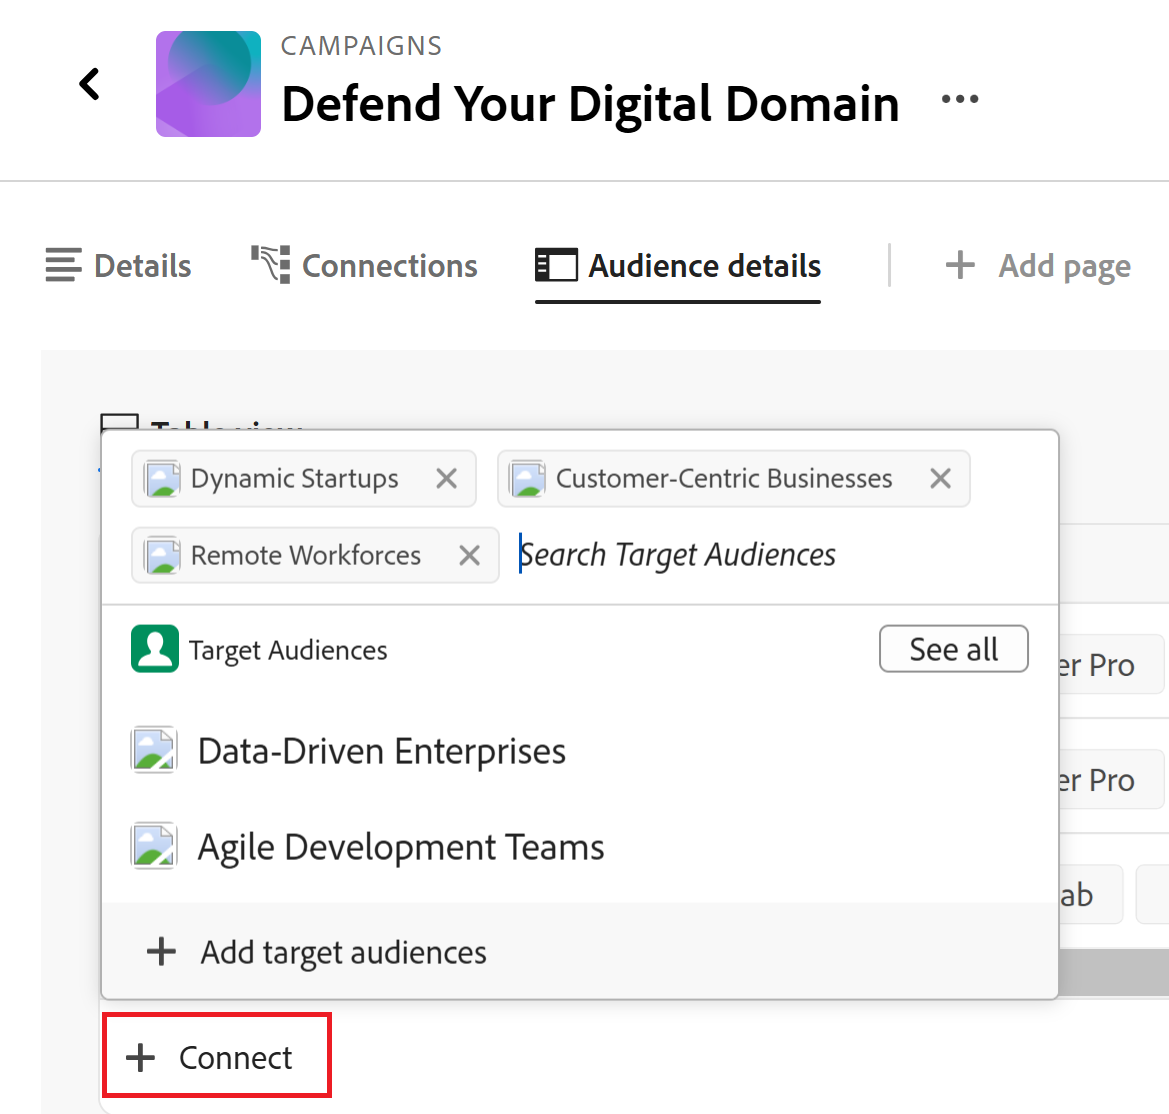 CAMPAIGNS
Defend Your Digital Domain
Details Connections Audience details Add page
Table view
Dynamic Startups Customer-Centric Businesses
Remote Workforces Search Target Audiences
Target Audiences See all
er Pro
Data-Driven Enterprises
er Pro
Agile Development Teams
ab
Add target audiences
Connect